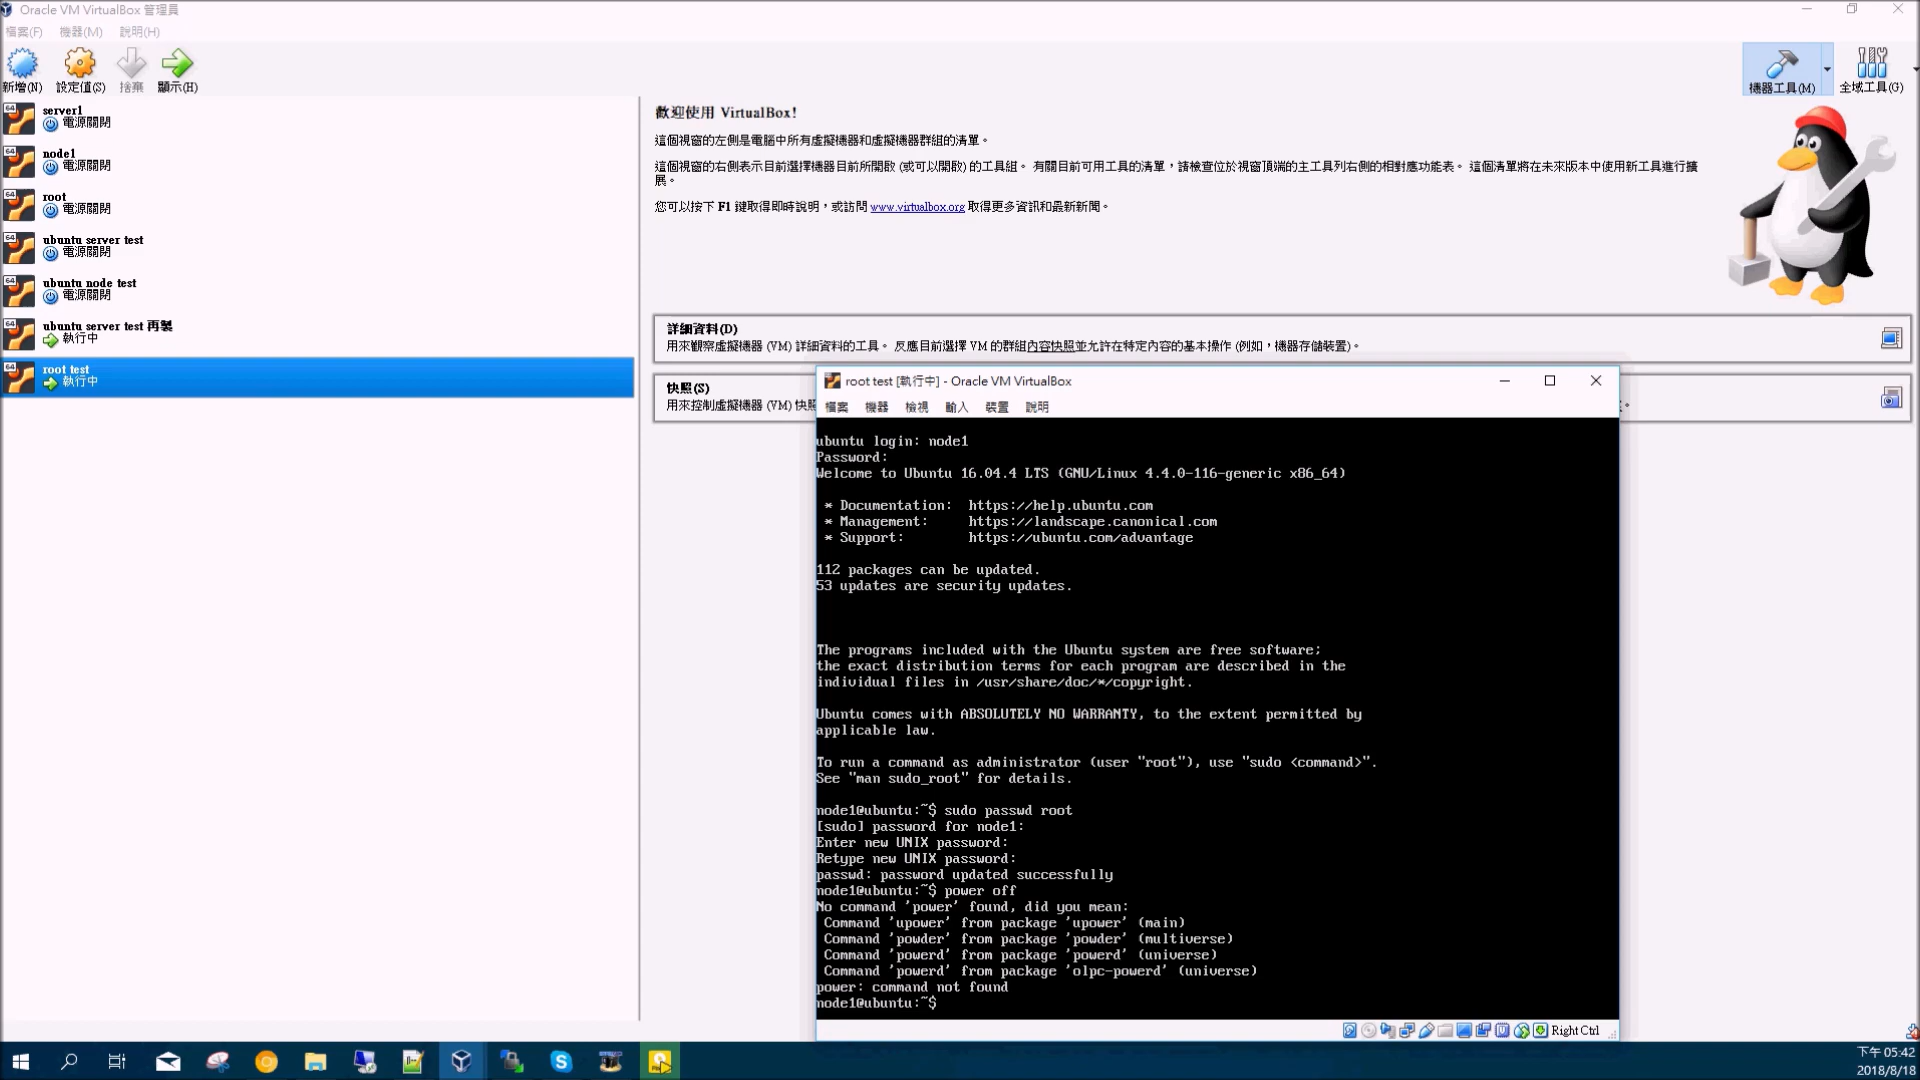 Oracle VM VirtualBox 管理員
檔案(F) 機器(M) 說明(H)
新增(N) 設定值(S) 捨棄 顯示(H)
機器工具(M) 全域工具(G)
64 server1
電源關閉
64 node1
電源關閉
64 root
電源關閉
64 ubuntu server test
電源關閉
64 ubuntu node test
電源關閉
64 ubuntu server test 再製
執行中
64 root test
執行中
歡迎使用 VirtualBox!
這個視窗的左側是電腦中所有虛擬機器和虛擬機器群組的清單。
這個視窗的右側表示目前選擇機器目前所開啟 (或可以開啟) 的工具組。 有關目前可用工具的清單，請檢查位於視窗頂端的主工具列右側的相對應功能表。 這個清單將在未來版本中使用新工具進行擴
展。
您可以按下 F1 鍵取得即時說明，或訪問 www.virtualbox.org 取得更多資訊和最新新聞。
詳細資料(D)
用來觀察虛擬機器 (VM) 詳細資料的工具。 反應目前選擇 VM 的群組內容快照並允許在特定內容的基本操作 (例如，機器存儲裝置)。
快照(S)
用來控制虛擬機器 (VM) 快照
root test [執行中] - Oracle VM VirtualBox
檔案 機器 檢視 輸入 裝置 說明
ubuntu login: node1
Password:
Welcome to Ubuntu 16.04.4 LTS (GNU/Linux 4.4.0-116-generic x86_64)
* Documentation:  https://help.ubuntu.com
* Management:     https://landscape.canonical.com
* Support:        https://ubuntu.com/advantage
112 packages can be updated.
53 updates are security updates.
The programs included with the Ubuntu system are free software;
the exact distribution terms for each program are described in the
individual files in /usr/share/doc/*/copyright.
Ubuntu comes with ABSOLUTELY NO WARRANTY, to the extent permitted by
applicable law.
To run a command as administrator (user "root"), use "sudo <command>".
See "man sudo_root" for details.
node1@ubuntu:~$ sudo passwd root
[sudo] password for node1:
Enter new UNIX password:
Retype new UNIX password:
passwd: password updated successfully
node1@ubuntu:~$ power off
No command 'power' found, did you mean:
Command 'upower' from package 'upower' (main)
Command 'powder' from package 'powder' (multiverse)
Command 'powerd' from package 'powerd' (universe)
Command 'powerd' from package 'olpc-powerd' (universe)
power: command not found
node1@ubuntu:~$
Right Ctrl
下午 05:42
2018/8/18